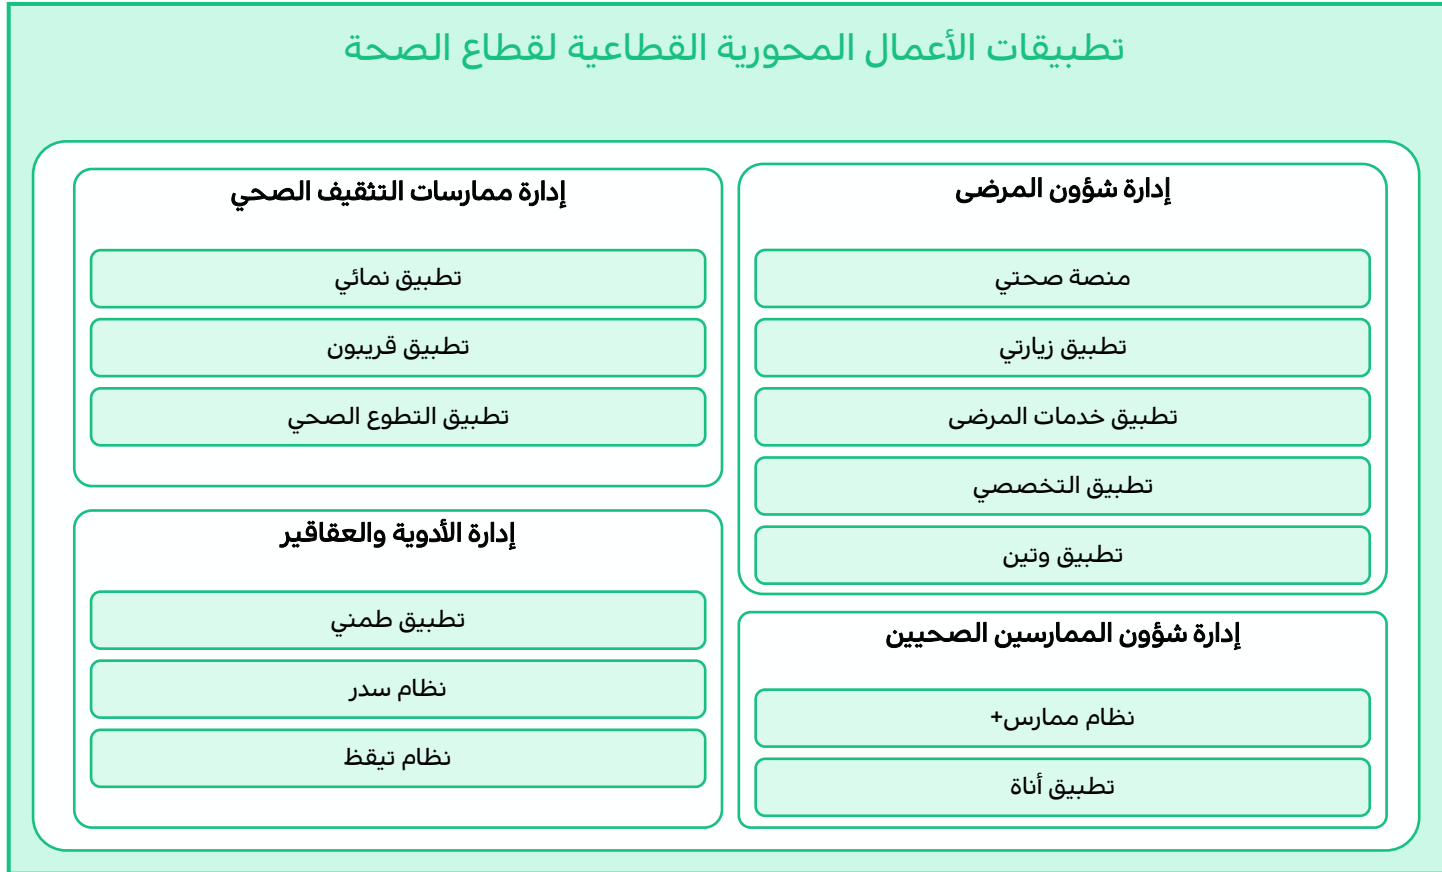 تطبيقات الأعمال المحورية القطاعية لقطاع الصحة
إدارة شؤون المرضى
منصة صحتي
تطبيق زيارتي
تطبيق خدمات المرضى
تطبيق التخصصي
تطبيق وتين
إدارة شؤون الممارسين الصحيين
نظام ممارس+
تطبيق أناة
إدارة ممارسات التثقيف الصحي
تطبيق نمائي
تطبيق قريبون
تطبيق التطوع الصحي
إدارة الأدوية والعقاقير
تطبيق طمني
نظام سدر
نظام تيقظ